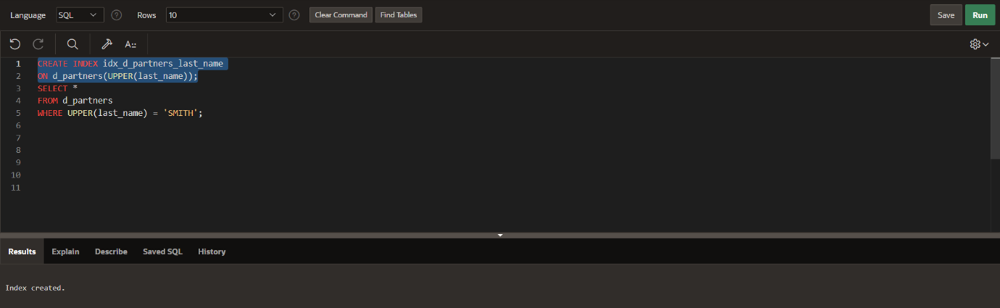 Language SQL Rows 10 Clear Command Find Tables Save Run
A::
1 CREATE INDEX idx_d_partners_last_name
2 ON d_partners(UPPER(last_name));
3 SELECT *
4 FROM d_partners
5 WHERE UPPER(last_name) = 'SMITH';
6
7
8
9
10
11
Results Explain Describe Saved SQL History
Index created.